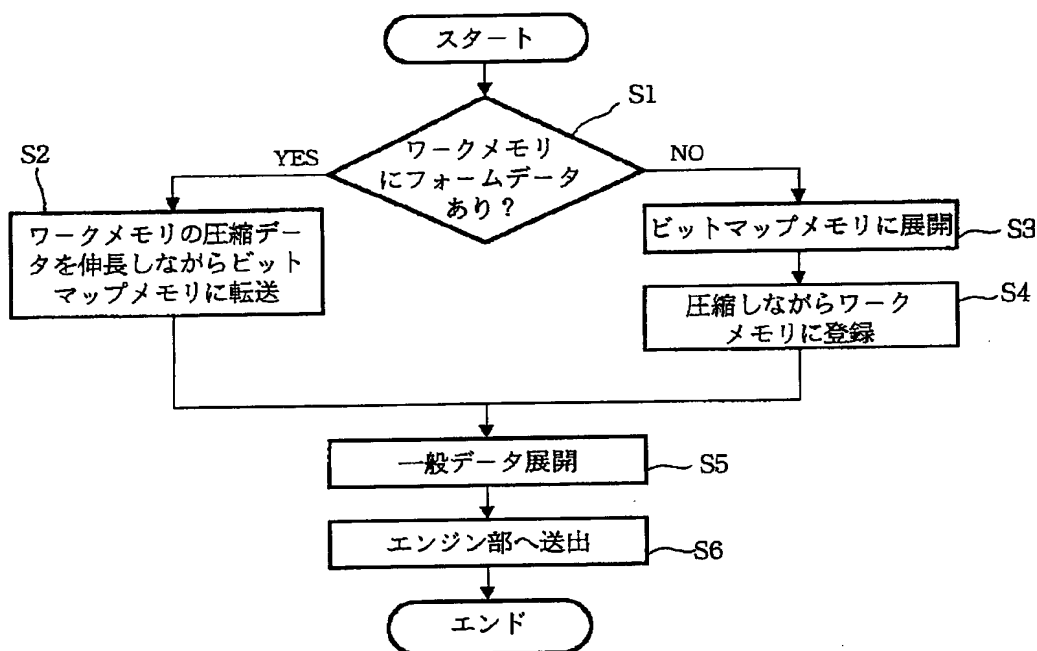 スタート
S1
ワークメモリ
にフォームデータ
あり？
YES
NO
S2
ワークメモリの圧縮デー
タを伸長しながらビット
マップメモリに転送
ビットマップメモリに展開
S3
圧縮しながらワーク
メモリに登録
S4
一般データ展開
S5
エンジン部へ送出
S6
エンド